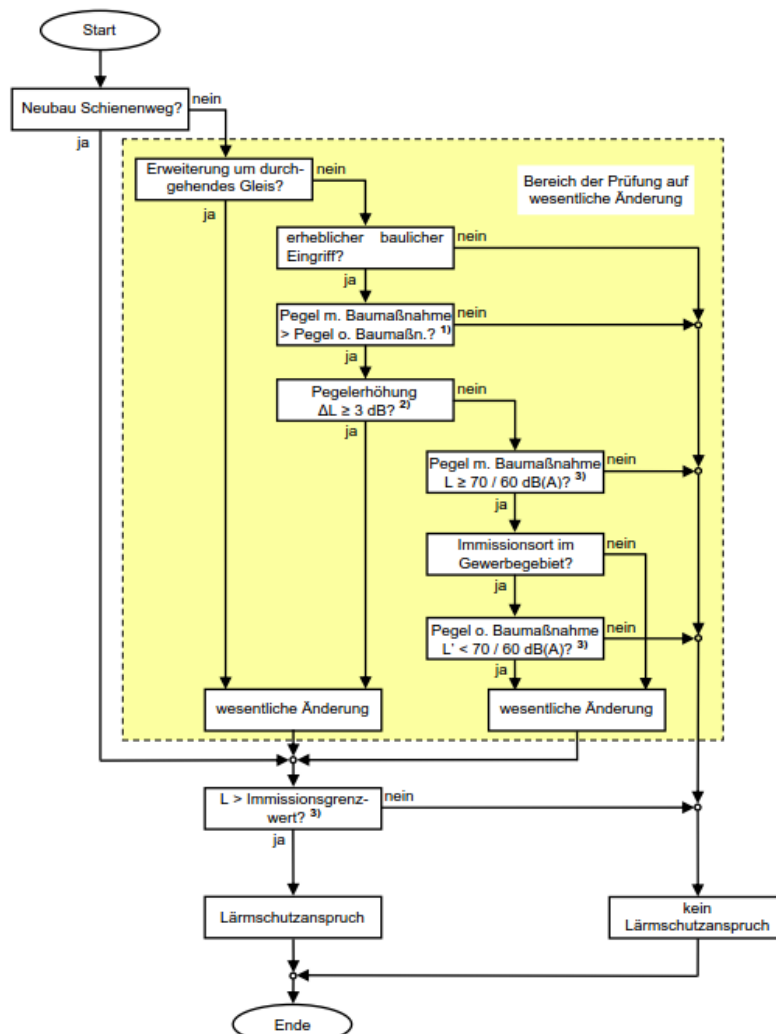 Start
Neubau Schienenweg?
nein
ja
Erweiterung um durch-
gehendes Gleis?
nein
ja
Bereich der Prüfung auf
wesentliche Änderung
erheblicher baulicher
Eingriff?
nein
ja
Pegel m. Baumaßnahme
> Pegel o. Baumaßn.? 1)
nein
ja
Pegelerhöhung
ΔL ≥ 3 dB? 2)
nein
ja
Pegel m. Baumaßnahme
L ≥ 70 / 60 dB(A)? 3)
nein
ja
Immissionsort im
Gewerbegebiet?
nein
ja
Pegel o. Baumaßnahme
L' < 70 / 60 dB(A)? 3)
nein
ja
wesentliche Änderung
wesentliche Änderung
L > Immissionsgrenz-
wert? 3)
nein
ja
Lärmschutzanspruch
kein
Lärmschutzanspruch
Ende